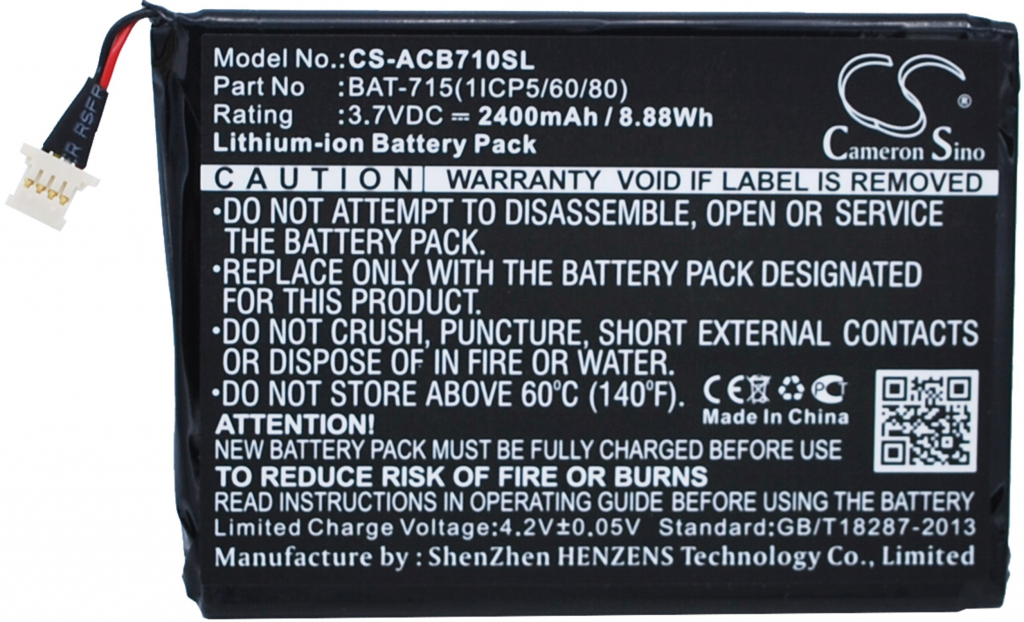 Model No.:CS-ACB710SL
Part No :BAT-715(1ICP5/60/80)
Rating :3.7VDC ⎓ 2400mAh / 8.88Wh
Lithium-ion Battery Pack
CS ®
Cameron Sino
CAUTION WARRANTY VOID IF LABEL IS REMOVED
•DO NOT ATTEMPT TO DISASSEMBLE, OPEN OR SERVICE
THE BATTERY PACK.
•REPLACE ONLY WITH THE BATTERY PACK DESIGNATED
FOR THIS PRODUCT.
•DO NOT CRUSH, PUNCTURE, SHORT EXTERNAL CONTACTS
OR DISPOSE OF IN FIRE OR WATER.
•DO NOT STORE ABOVE 60ºC (140ºF).
CE PCT
Made In China
ATTENTION!
NEW BATTERY PACK MUST BE FULLY CHARGED BEFORE USE
TO REDUCE RISK OF FIRE OR BURNS
READ INSTRUCTIONS IN OPERATING GUIDE BEFORE USING THE BATTERY
Limited Charge Voltage:4.2V±0.05V Standard:GB/T18287-2013
Manufacture by : ShenZhen HENZENS Technology Co., Limited